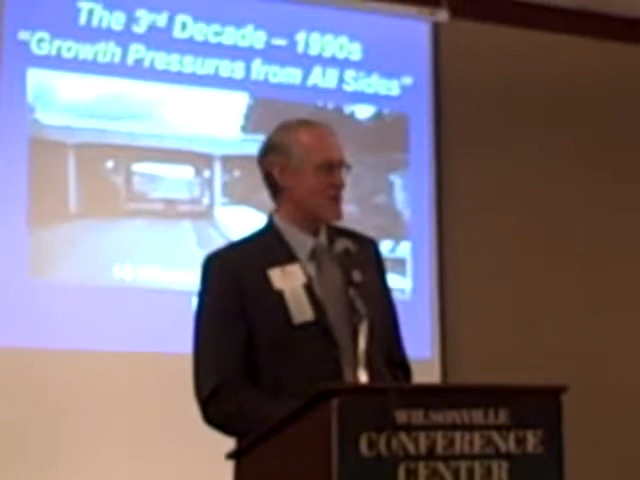 The 3rd Decade – 1990s
"Growth Pressures from All Sides"
WILSONVILLE
CONFERENCE
CENTER